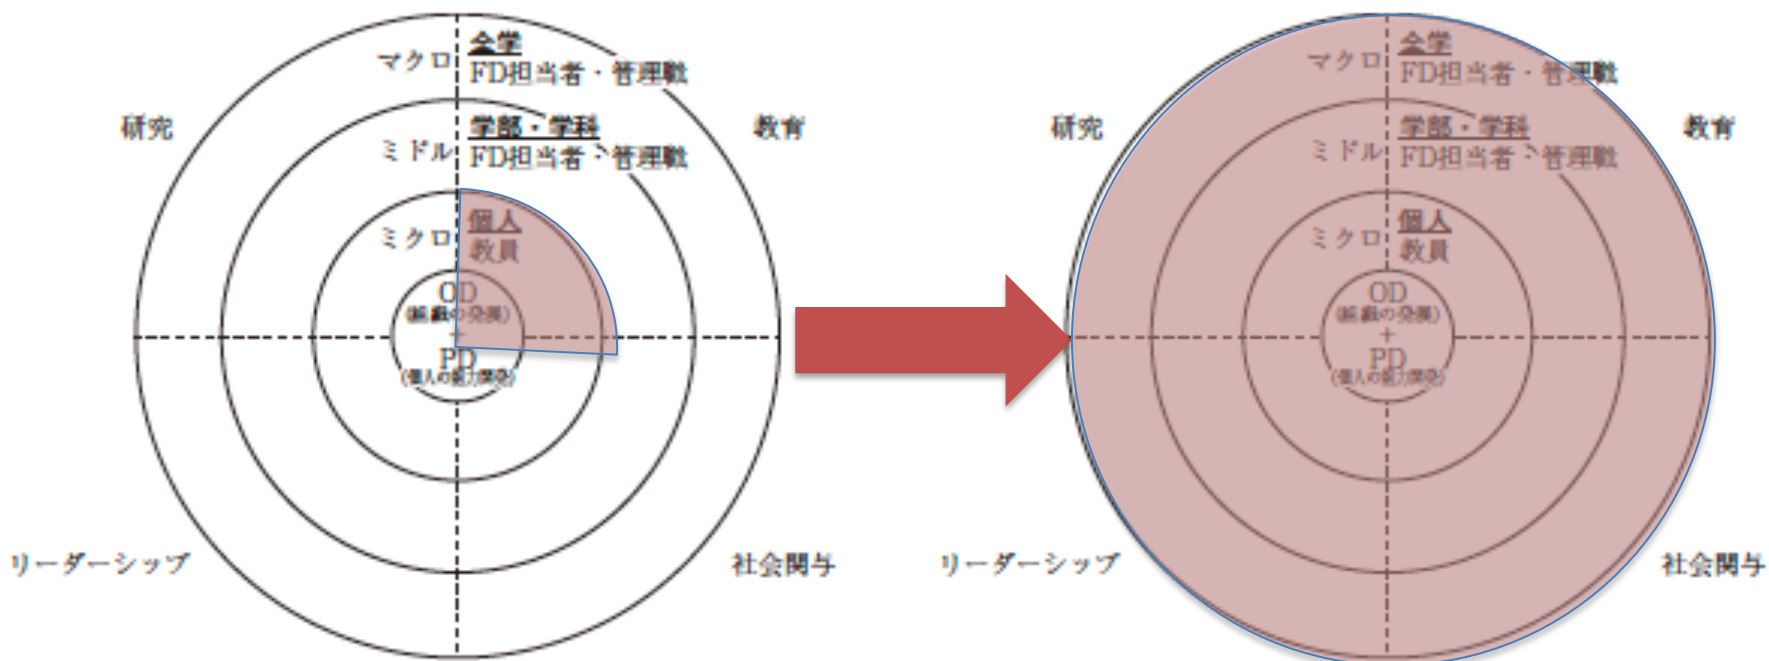 全学
マクロ
FD担当者・管理職
研究
教育
学部・学科
ミドル
FD担当者・管理職
個人
ミクロ
教員
OD
(組織の発展)
+
PD
(個人の能力開発)
リーダーシップ
社会関与
全学
マクロ
FD担当者・管理職
研究
教育
学部・学科
ミドル
FD担当者・管理職
個人
ミクロ
教員
OD
(組織の発展)
+
PD
(個人の能力開発)
リーダーシップ
社会関与